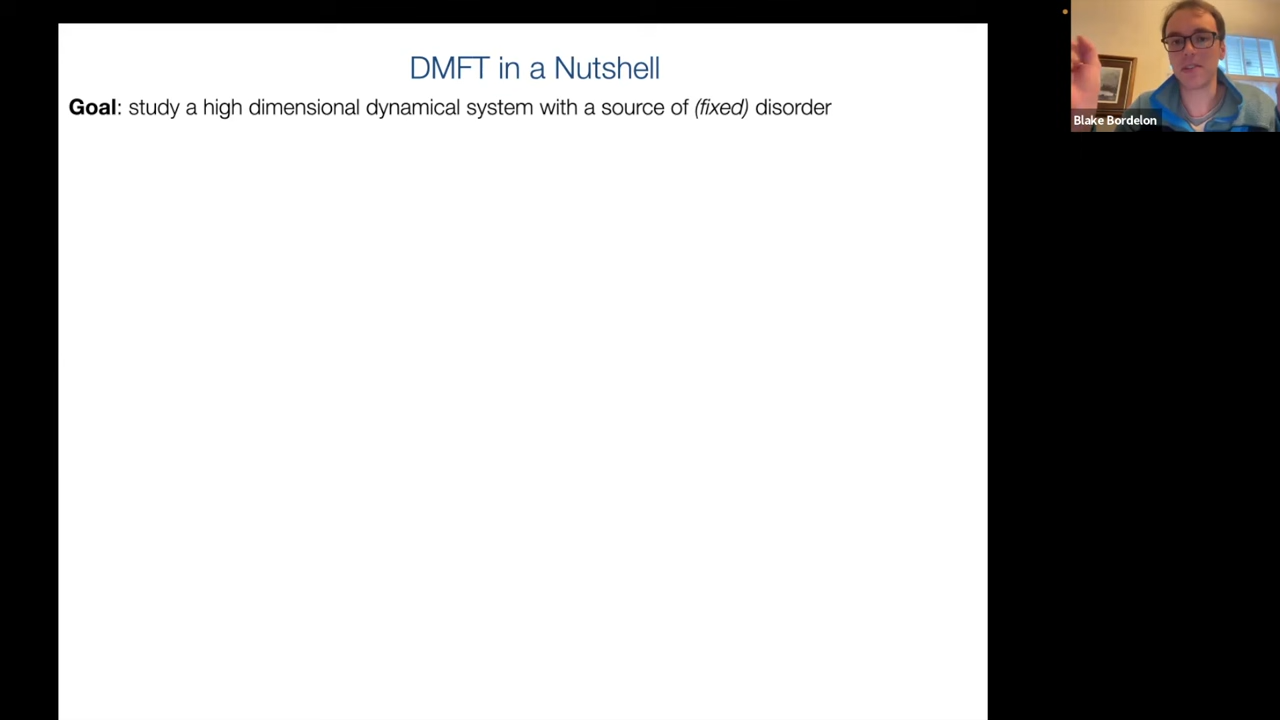 DMFT in a Nutshell
Goal: study a high dimensional dynamical system with a source of (fixed) disorder
Blake Bordelon